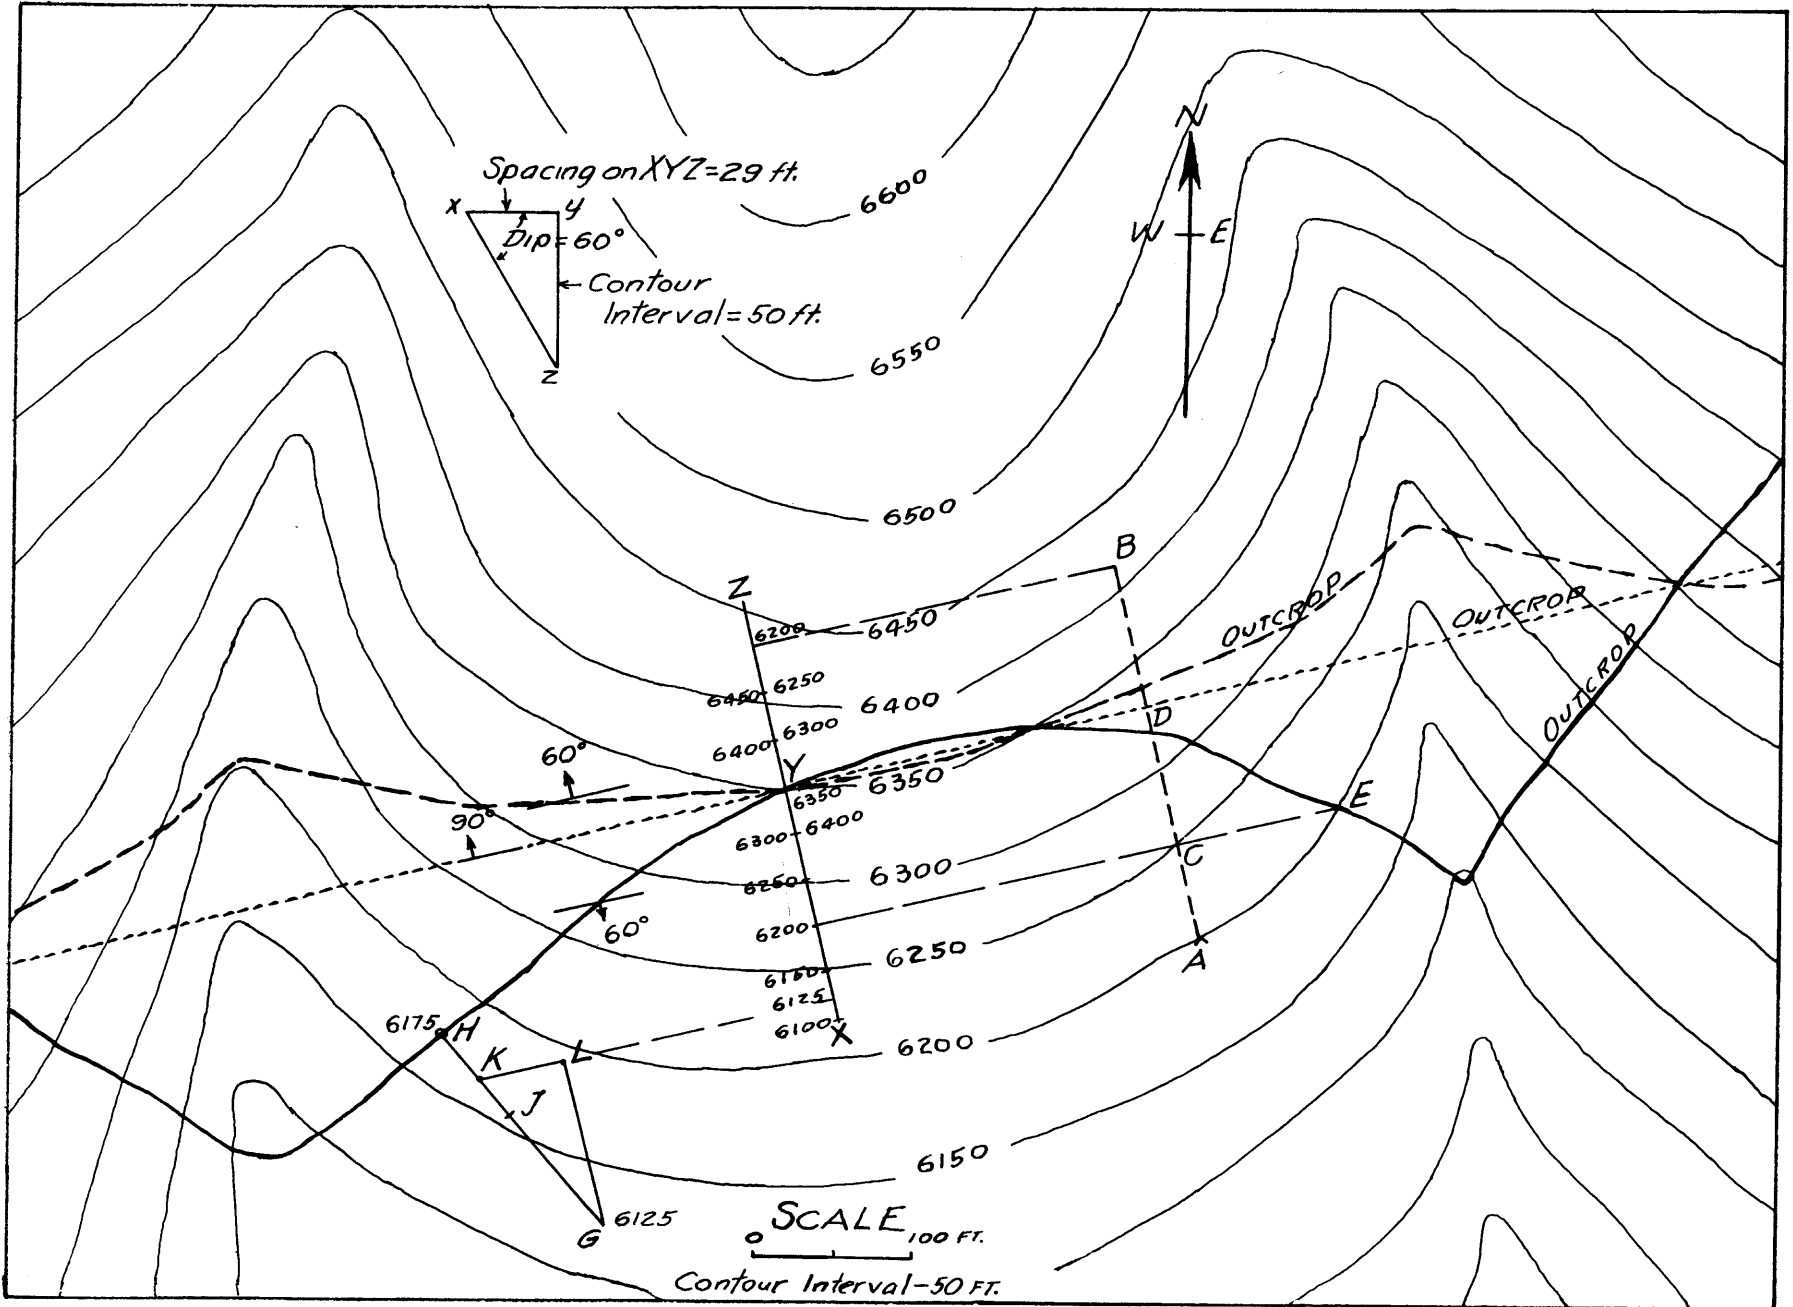 N
Spacing on XYZ=29 ft.
6600
X
Y
Dip=60°
W
E
Contour
Interval=50 ft.
Z
6550
6500
B
Z
OUTCROP
OUTCROP
6200
6450
OUTCROP
6450
6250
6400
6300
D
6400
60°
Y
6350
6350
E
90°
6300
6400
C
6250
6300
60°
6200
6250
A
6150
6125
6175
H
6100
X
6200
K
L
J
6150
G
6125
SCALE
0
100 FT.
Contour Interval-50 FT.